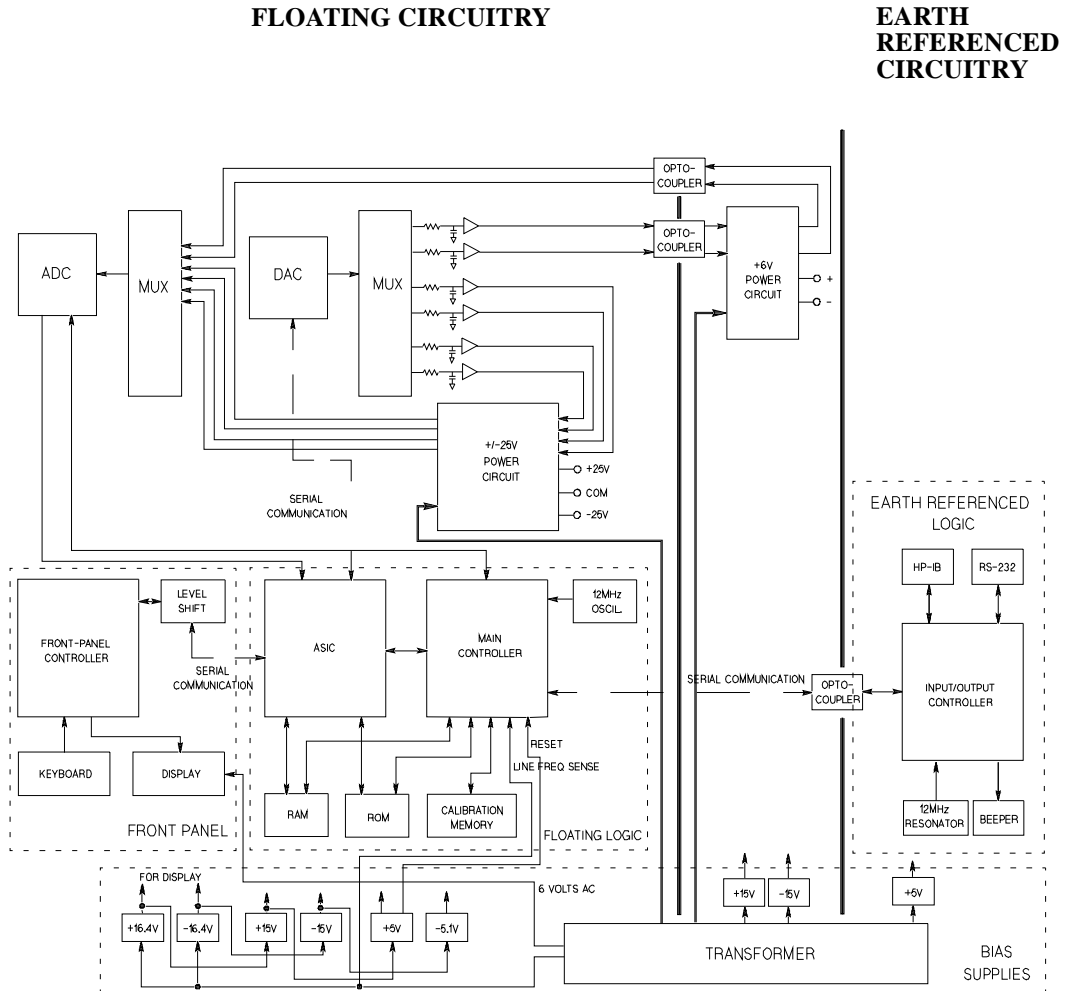 FLOATING CIRCUITRY
EARTH
REFERENCED
CIRCUITRY
OPTO-
COUPLER
OPTO-
COUPLER
+6V
POWER
CIRCUIT
+
-
ADC
MUX
DAC
MUX
+/-25V
POWER
CIRCUIT
+25V
COM
-25V
SERIAL
COMMUNICATION
EARTH REFERENCED
LOGIC
HP-IB
RS-232
INPUT/OUTPUT
CONTROLLER
12MHz
RESONATOR
BEEPER
OPTO-
COUPLER
SERIAL COMMUNICATION
FRONT-PANEL
CONTROLLER
LEVEL
SHIFT
SERIAL
COMMUNICATION
KEYBOARD
DISPLAY
FRONT PANEL
ASIC
MAIN
CONTROLLER
12MHz
OSCIL.
RESET
LINE FREQ SENSE
RAM
ROM
CALIBRATION
MEMORY
FLOATING LOGIC
FOR DISPLAY
6 VOLTS AC
+16.4V
-16.4V
+15V
-15V
+5V
-5.1V
+15V
-15V
+5V
TRANSFORMER
BIAS
SUPPLIES